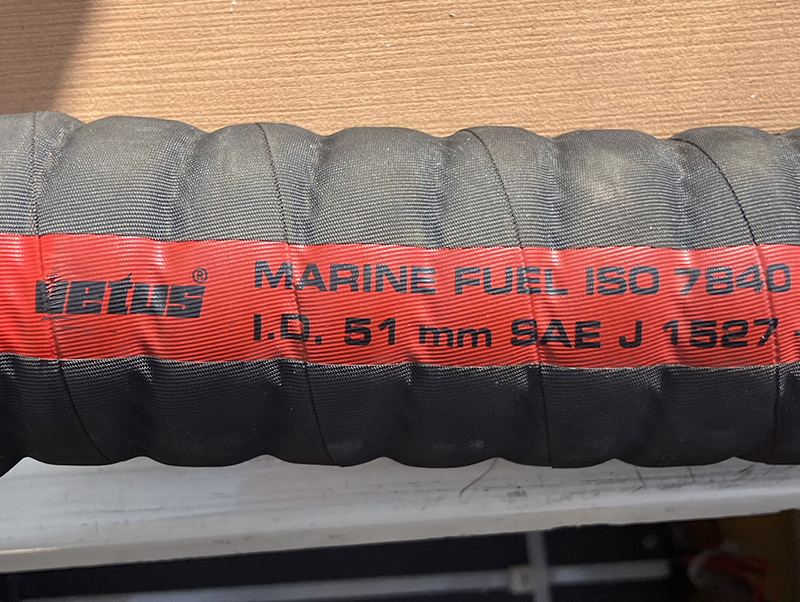 vetus®
MARINE FUEL ISO 7840
I.D. 51 mm SAE J 1527 -